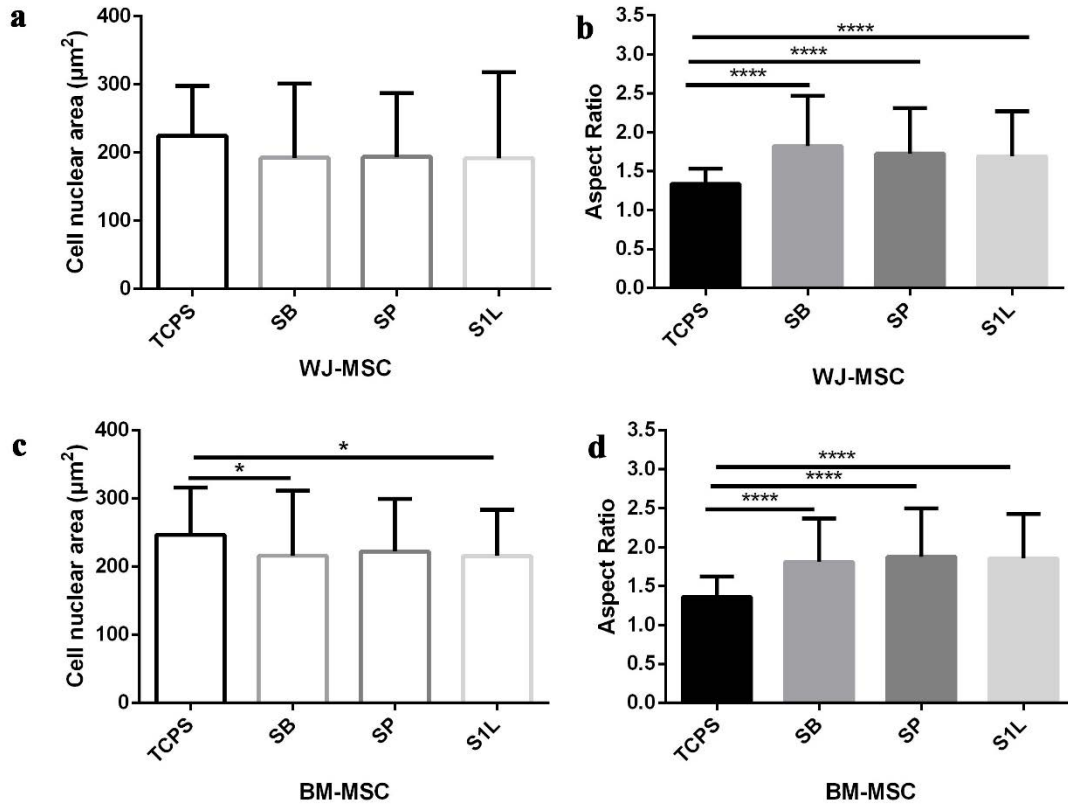 a
Cell nuclear area (µm²)
400
300
200
100
0
TCPS
SB
SP
S1L
WJ-MSC
b
Aspect Ratio
3.5
3.0
2.5
2.0
1.5
1.0
0.5
0.0
****
****
****
TCPS
SB
SP
S1L
WJ-MSC
c
Cell nuclear area (µm²)
400
300
200
100
0
*
*
TCPS
SB
SP
S1L
BM-MSC
d
Aspect Ratio
3.5
3.0
2.5
2.0
1.5
1.0
0.5
0.0
****
****
****
TCPS
SB
SP
S1L
BM-MSC